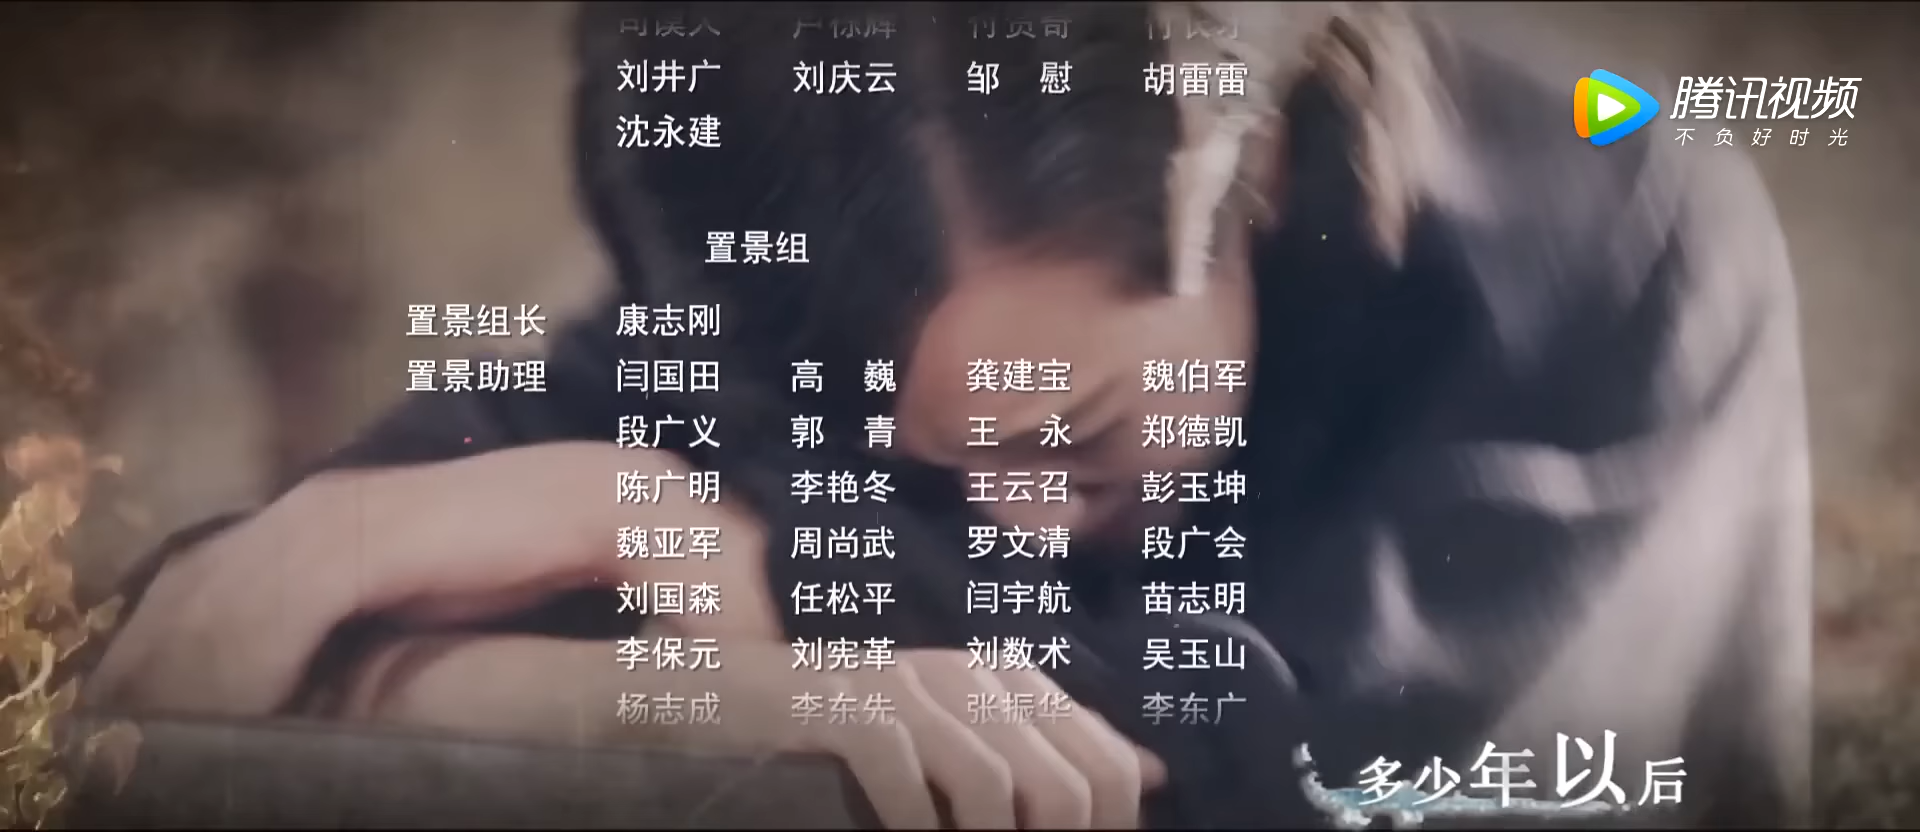 刘井广 刘庆云 邹 慰 胡雷雷
腾讯视频
不负好时光
沈永建
置景组
置景组长 康志刚
置景助理 闫国田 高 巍 龚建宝 魏伯军
段广义 郭 青 王 永 郑德凯
陈广明 李艳冬 王云召 彭玉坤
魏亚军 周尚武 罗文清 段广会
刘国森 任松平 闫宇航 苗志明
李保元 刘宪革 刘数术 吴玉山
杨志成 李东先 张振华 李东广
多少年以后